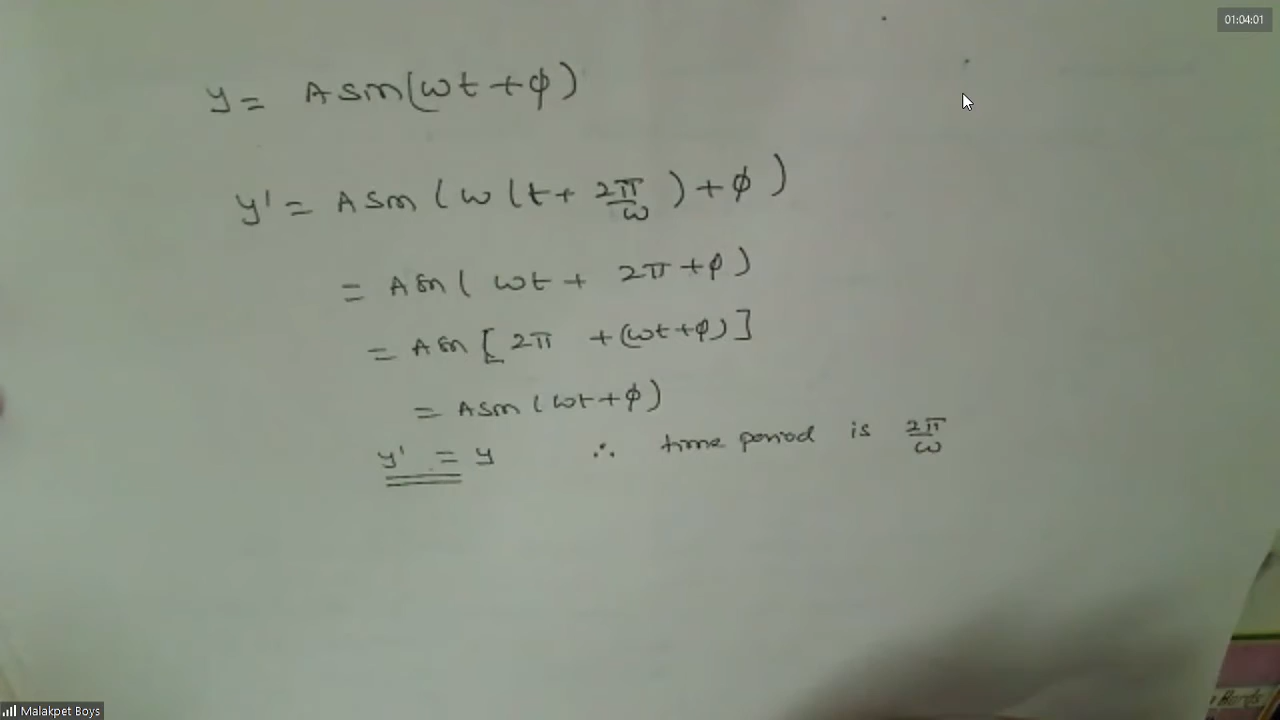 01:04:01
y = A sin(ωt + φ)
y' = A sin(ω(t + 2π/ω) + φ)
= A sin(ωt + 2π + φ)
= A sin[2π + (ωt + φ)]
= A sin(ωt + φ)
y' = y ∴ time period is 2π/ω
Malakpet Boys